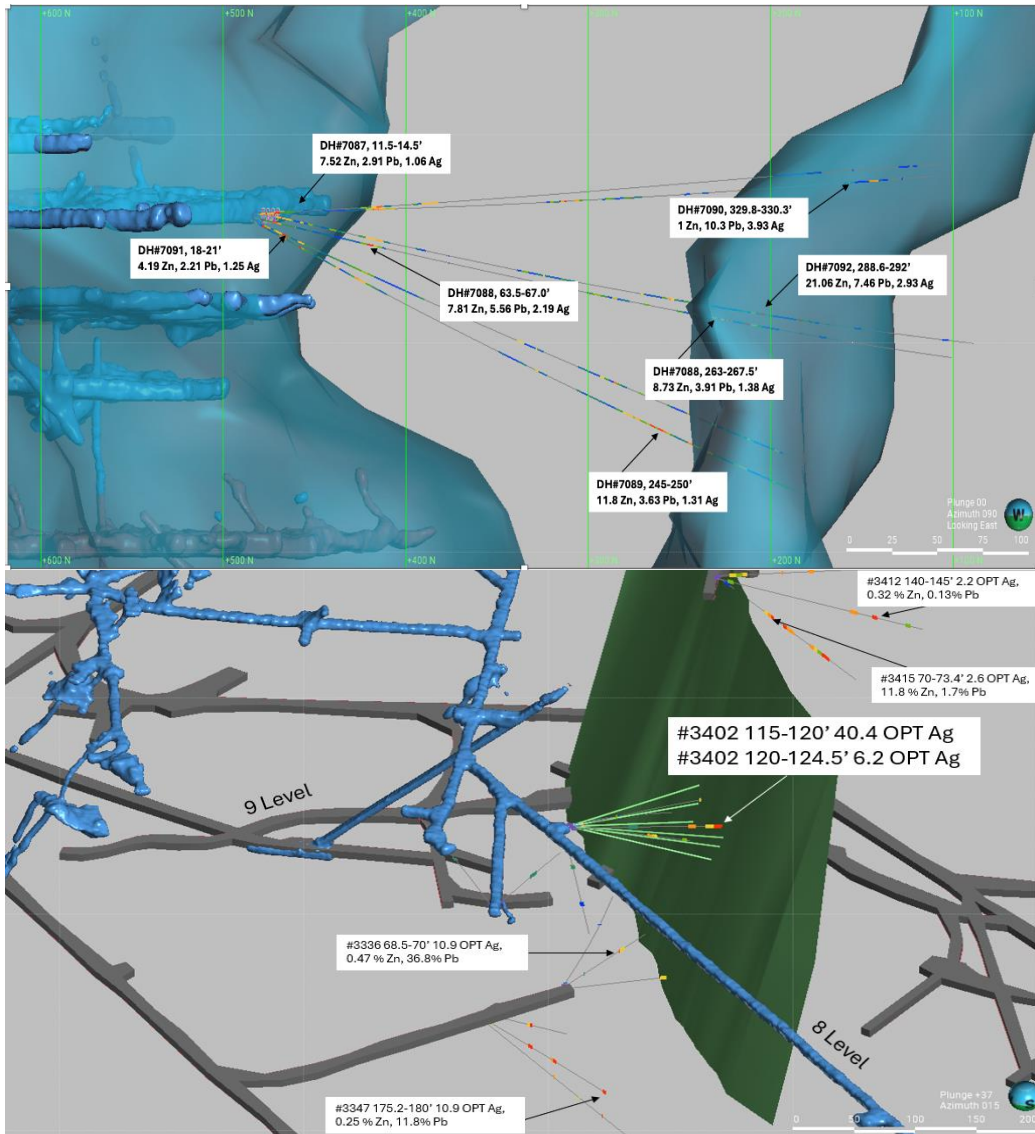 +600 N +500 N +400 N +300 N +200 N +100 N
DH#7087, 11.5-14.5’
7.52 Zn, 2.91 Pb, 1.06 Ag
DH#7090, 329.8-330.3’
1 Zn, 10.3 Pb, 3.93 Ag
DH#7091, 18-21’
4.19 Zn, 2.21 Pb, 1.25 Ag
DH#7092, 288.6-292’
21.06 Zn, 7.46 Pb, 2.93 Ag
DH#7088, 63.5-67.0’
7.81 Zn, 5.56 Pb, 2.19 Ag
DH#7088, 263-267.5’
8.73 Zn, 3.91 Pb, 1.38 Ag
DH#7089, 245-250’
11.8 Zn, 3.63 Pb, 1.31 Ag
Plunge 00
Azimuth 090
Looking East
W
0 25 50 75 100
+600 N +500 N +400 N +300 N +200 N +100 N
#3412 140-145’ 2.2 OPT Ag,
0.32 % Zn, 0.13% Pb
#3415 70-73.4’ 2.6 OPT Ag,
11.8 % Zn, 1.7% Pb
#3402 115-120’ 40.4 OPT Ag
#3402 120-124.5’ 6.2 OPT Ag
9 Level
#3336 68.5-70’ 10.9 OPT Ag,
0.47 % Zn, 36.8% Pb
8 Level
#3347 175.2-180’ 10.9 OPT Ag,
0.25 % Zn, 11.8% Pb
Plunge +37
Azimuth 015
S
0 50 100 150 200